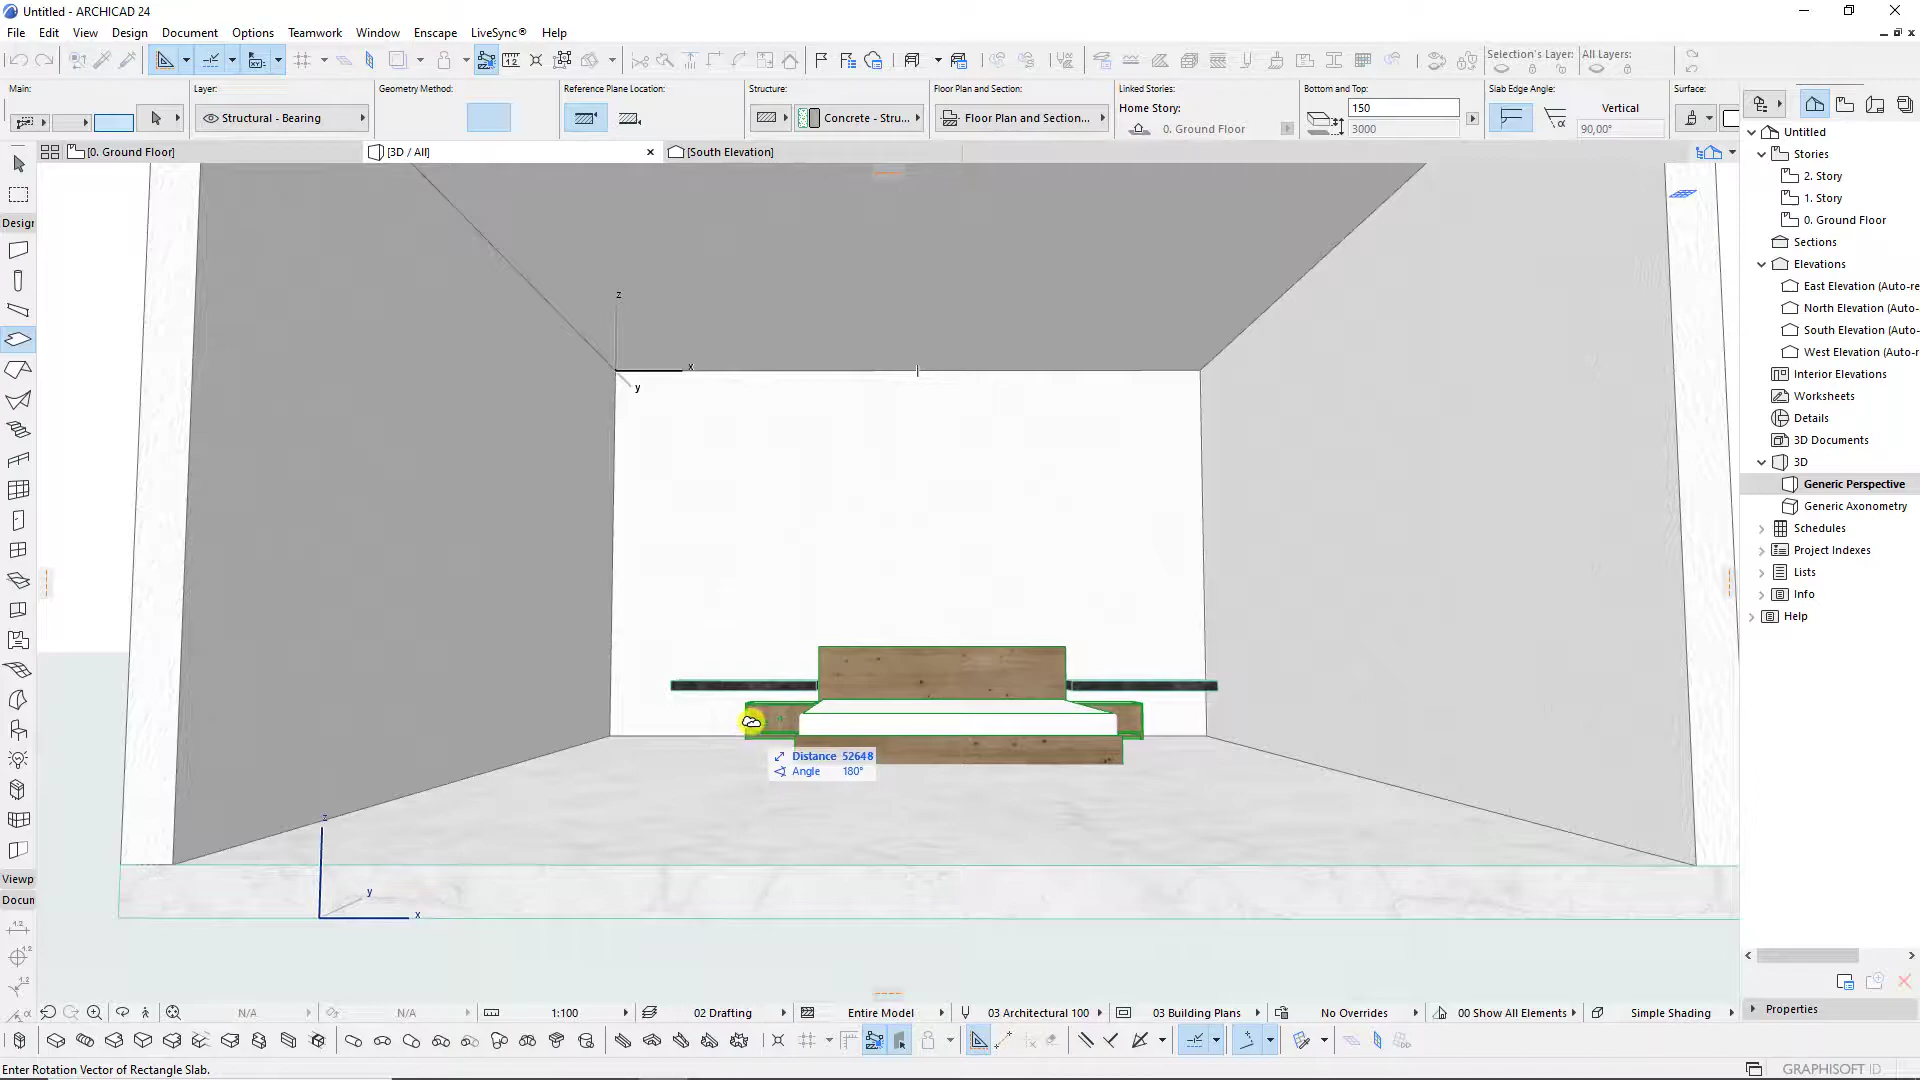 Untitled - ARCHICAD 24
File Edit View Design Document Options Teamwork Window Enscape LiveSync® Help
Selection's Layer: All Layers:
Main: Layer: Geometry Method: Reference Plane Location: Structure: Floor Plan and Section: Linked Stories: Bottom and Top: Slab Edge Angle: Surface:
Structural - Bearing Concrete - Stru... Floor Plan and Section... Home Story: 150 Vertical
0. Ground Floor 3000 90,00°
[0. Ground Floor] [3D / All] [South Elevation]
Untitled
Stories
2. Story
1. Story
0. Ground Floor
Sections
Elevations
East Elevation (Auto-re
North Elevation (Auto-
South Elevation (Auto-
West Elevation (Auto-r
Interior Elevations
Worksheets
Details
3D Documents
3D
Generic Perspective
Generic Axonometry
Schedules
Project Indexes
Lists
Info
Help
Design
Viewp
Docun
z
x
y
Distance 52648
Angle 180°
z
y
x
Properties
N/A N/A 1:100 02 Drafting Entire Model 03 Architectural 100 03 Building Plans No Overrides 00 Show All Elements Simple Shading
Enter Rotation Vector of Rectangle Slab.
GRAPHISOFT ID